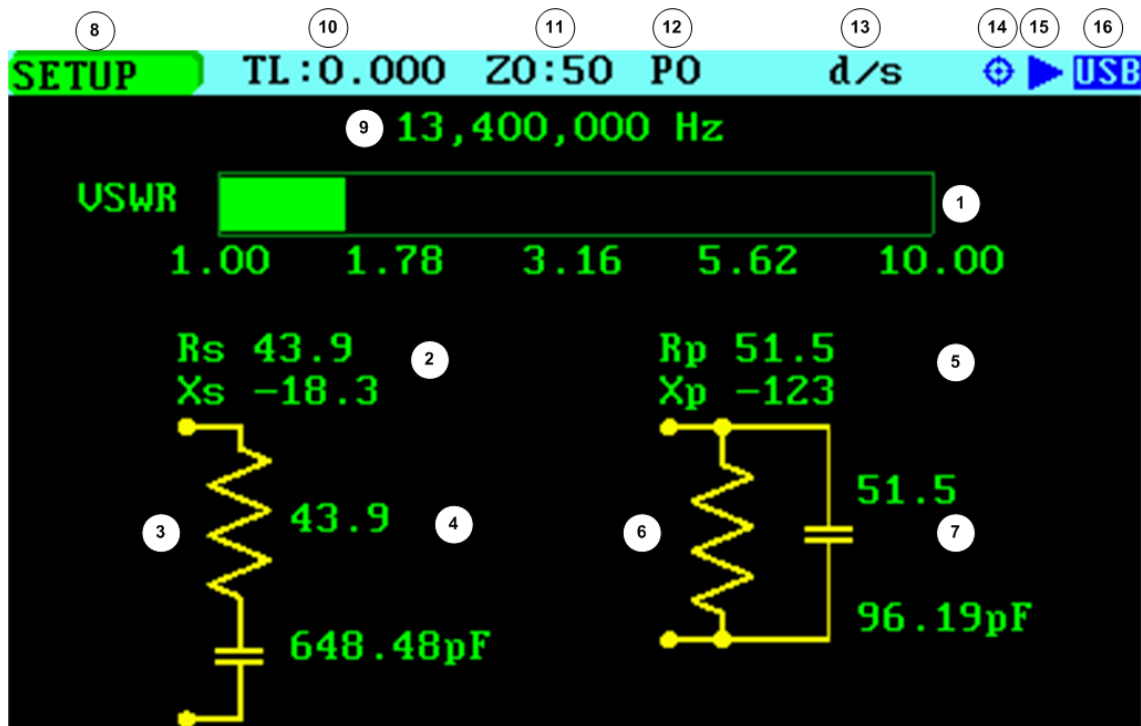 8 10 11 12 13 14 15 16
SETUP TL:0.000 Z0:50 P0 d/s USB
9 13,400,000 Hz
VSWR 1
1.00 1.78 3.16 5.62 10.00
Rs 43.9 2 Rp 51.5 5
Xs -18.3 Xp -123
51.5
3 43.9 4 6 7
648.48pF 96.19pF